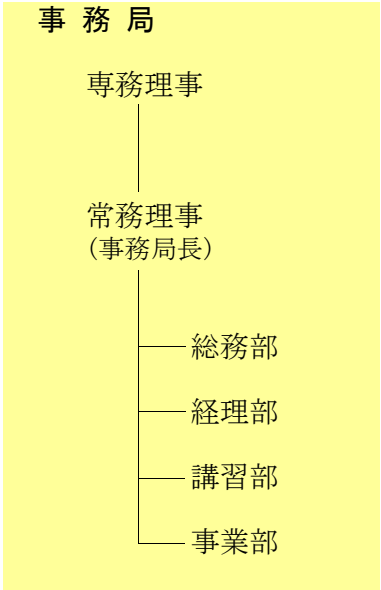 事 務 局
専務理事
常務理事
（事務局長）
総務部
経理部
講習部
事業部